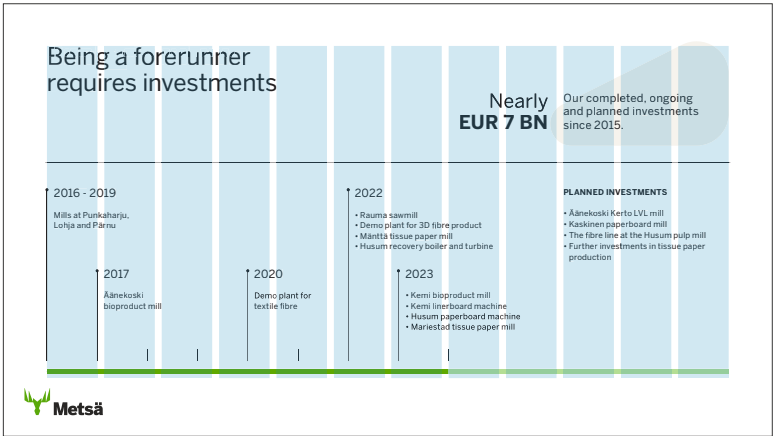 Being a forerunner
requires investments
Nearly
EUR 7 BN
Our completed, ongoing
and planned investments
since 2015.
2016 - 2019
Mills at Punkaharju,
Lohja and Pärnu
2017
Äänekoski
bioproduct mill
2020
Demo plant for
textile fibre
2022
• Rauma sawmill
• Demo plant for 3D fibre product
• Mänttä tissue paper mill
• Husum recovery boiler and turbine
2023
• Kemi bioproduct mill
• Kemi linerboard machine
• Husum paperboard machine
• Mariestad tissue paper mill
PLANNED INVESTMENTS
• Äänekoski Kerto LVL mill
• Kaskinen paperboard mill
• The fibre line at the Husum pulp mill
• Further investments in tissue paper
production
Metsä